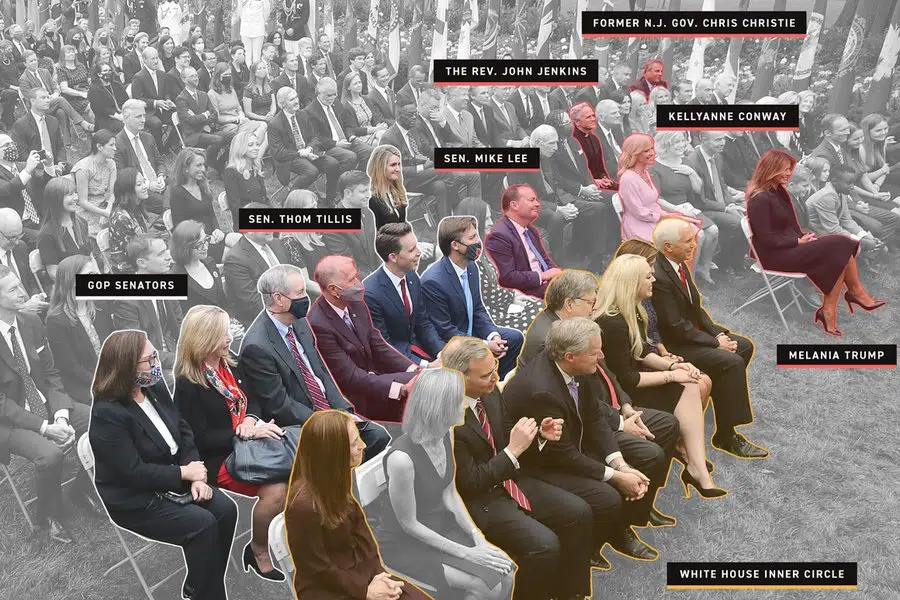 FORMER N.J. GOV. CHRIS CHRISTIE
THE REV. JOHN JENKINS
KELLYANNE CONWAY
SEN. MIKE LEE
SEN. THOM TILLIS
GOP SENATORS
MELANIA TRUMP
WHITE HOUSE INNER CIRCLE